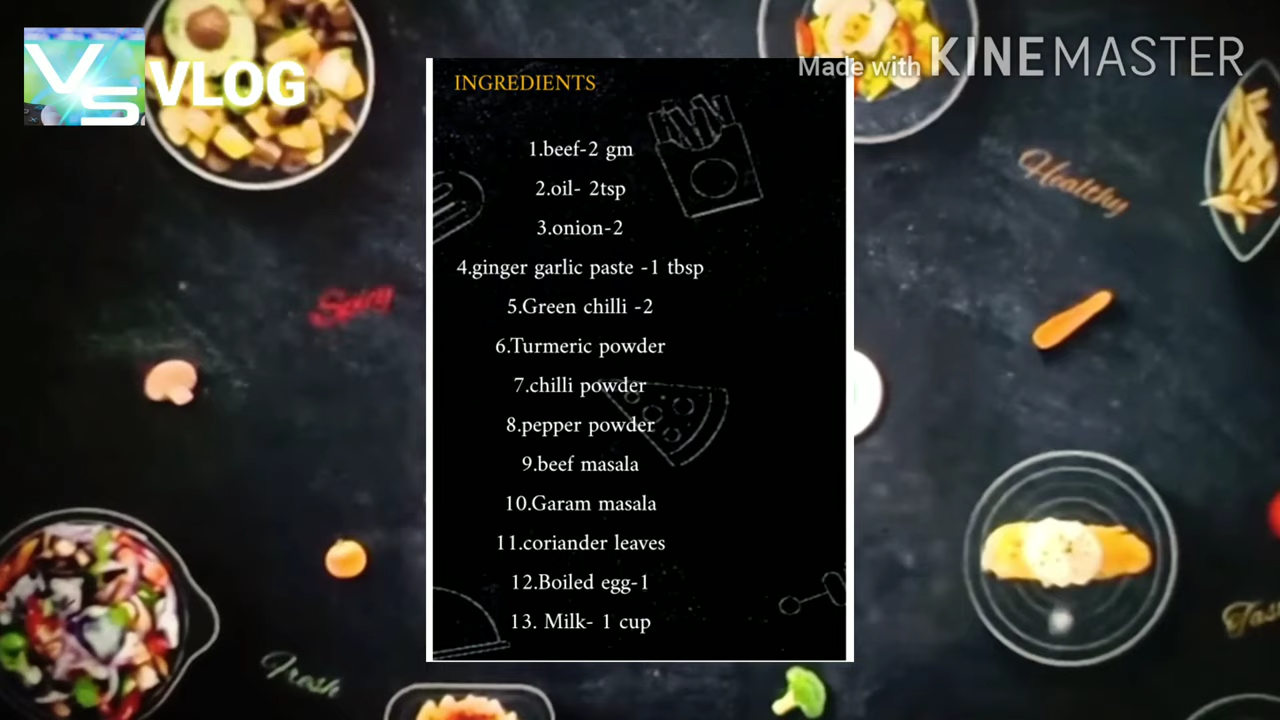 VS VLOG
Made with KINEMASTER
INGREDIENTS
1.beef-2 gm
2.oil- 2tsp
3.onion-2
4.ginger garlic paste -1 tbsp
5.Green chilli -2
6.Turmeric powder
7.chilli powder
8.pepper powder
9.beef masala
10.Garam masala
11.coriander leaves
12.Boiled egg-1
13. Milk- 1 cup
Healthy
Spicy
Fresh